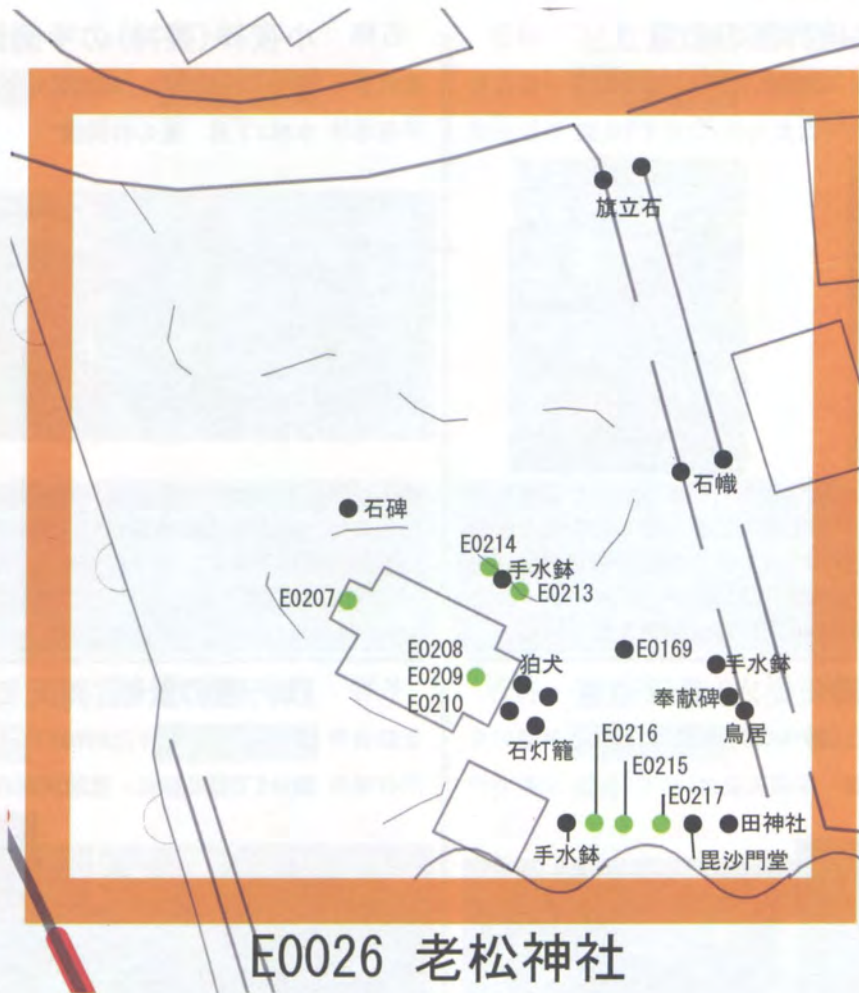 旗立石
石幟
石碑
E0214
手水鉢
E0213
E0207
E0208
E0209
E0210
狛犬
E0169
手水鉢
奉献碑
鳥居
石灯籠
E0216
E0215
E0217
手水鉢
毘沙門堂
田神社
E0026 老松神社